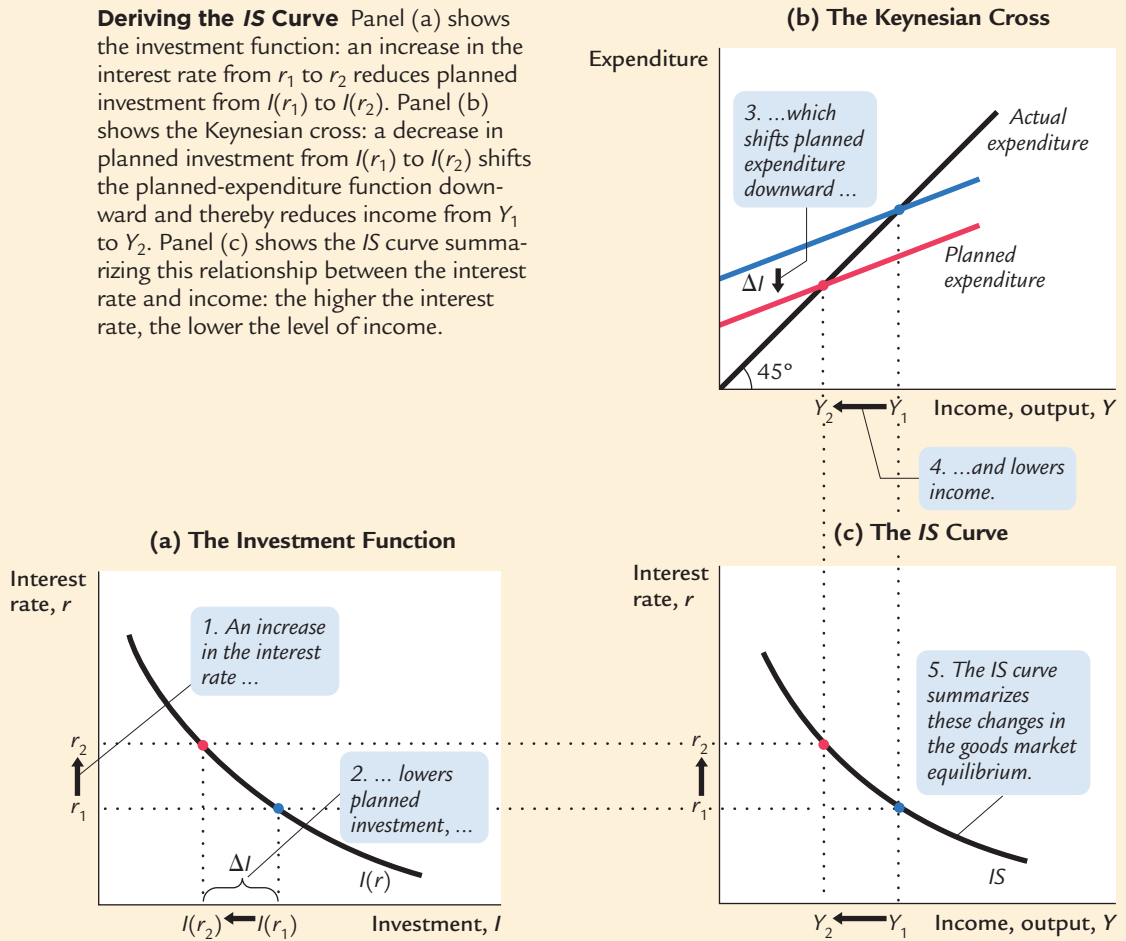 Deriving the IS Curve Panel (a) shows
the investment function: an increase in the
interest rate from r₁ to r₂ reduces planned
investment from I(r₁) to I(r₂). Panel (b)
shows the Keynesian cross: a decrease in
planned investment from I(r₁) to I(r₂) shifts
the planned-expenditure function down-
ward and thereby reduces income from Y₁
to Y₂. Panel (c) shows the IS curve summa-
rizing this relationship between the interest
rate and income: the higher the interest
rate, the lower the level of income.
(b) The Keynesian Cross
Expenditure
3. ...which
shifts planned
expenditure
downward ...
Actual
expenditure
Planned
expenditure
ΔI
45°
Y₂
Y₁
Income, output, Y
4. ...and lowers
income.
(a) The Investment Function
Interest
rate, r
1. An increase
in the interest
rate ...
r₂
r₁
2. ... lowers
planned
investment, ...
ΔI
I(r)
I(r₂)
I(r₁)
Investment, I
(c) The IS Curve
Interest
rate, r
5. The IS curve
summarizes
these changes in
the goods market
equilibrium.
r₂
r₁
IS
Y₂
Y₁
Income, output, Y